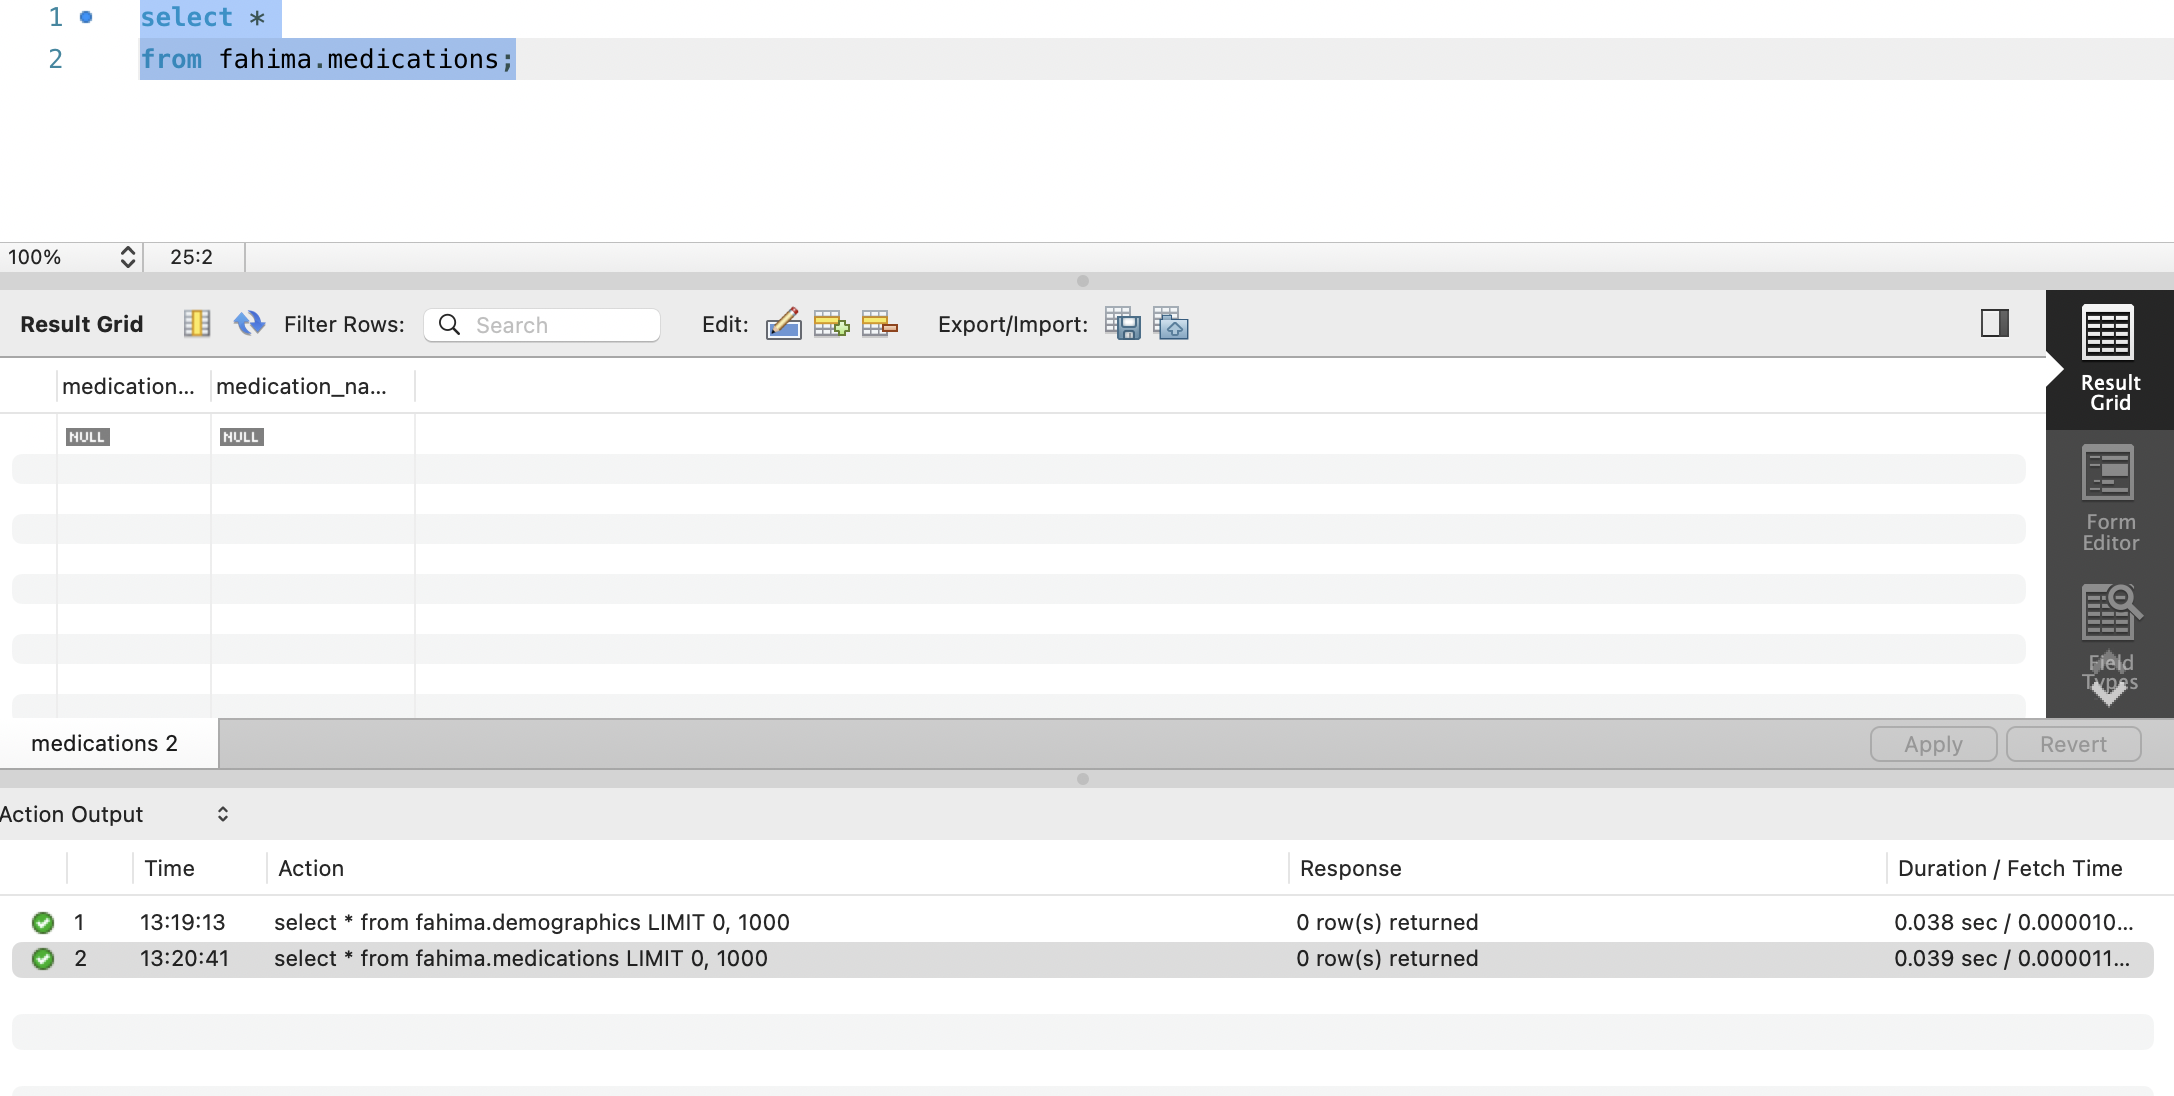 1 select *
2 from fahima.medications;
100% 25:2
Result Grid Filter Rows: Search Edit: Export/Import:
medication... medication_na...
NULL NULL
Result
Grid
Form
Editor
Field
Types
medications 2 Apply Revert
Action Output
Time Action Response Duration / Fetch Time
1 13:19:13 select * from fahima.demographics LIMIT 0, 1000 0 row(s) returned 0.038 sec / 0.000010...
2 13:20:41 select * from fahima.medications LIMIT 0, 1000 0 row(s) returned 0.039 sec / 0.000011...